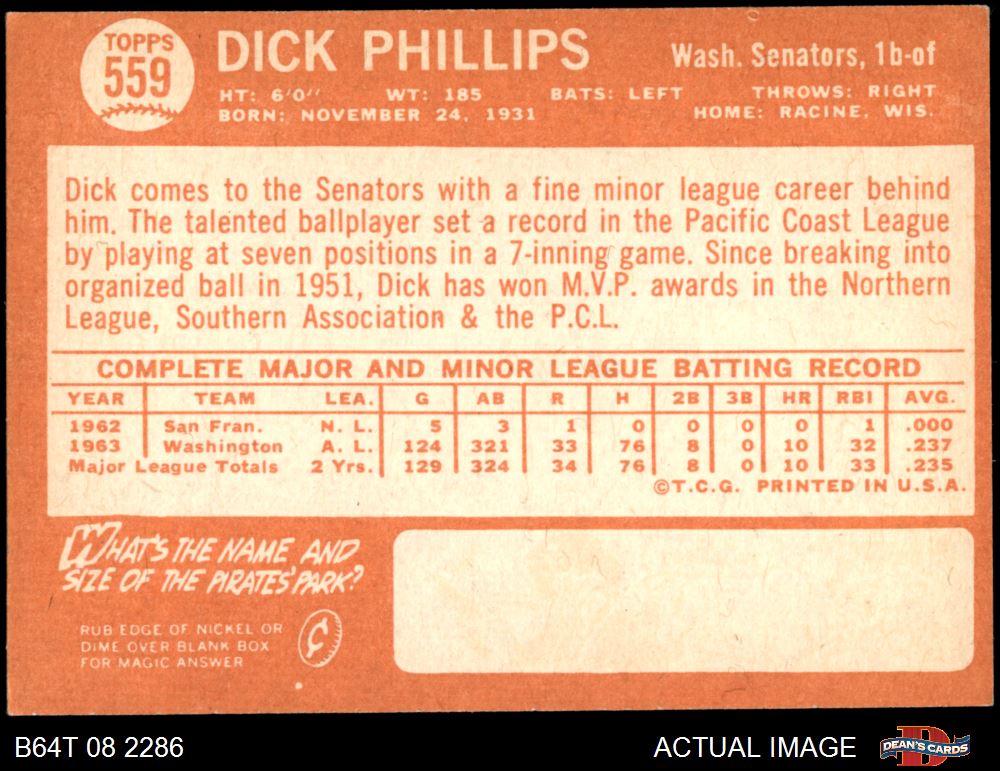 TOPPS
559
DICK PHILLIPS
Wash. Senators, 1b-of
HT: 6'0" WT: 185 BATS: LEFT THROWS: RIGHT
BORN: NOVEMBER 24, 1931 HOME: RACINE, WIS.
Dick comes to the Senators with a fine minor league career behind
him. The talented ballplayer set a record in the Pacific Coast League
by playing at seven positions in a 7-inning game. Since breaking into
organized ball in 1951, Dick has won M.V.P. awards in the Northern
League, Southern Association & the P.C.L.
COMPLETE MAJOR AND MINOR LEAGUE BATTING RECORD
YEAR TEAM LEA. G AB R H 2B 3B HR RBI AVG.
1962 San Fran. N. L. 5 3 1 0 0 0 0 1 .000
1963 Washington A. L. 124 321 33 76 8 0 10 32 .237
Major League Totals 2 Yrs. 129 324 34 76 8 0 10 33 .235
©T.C.G. PRINTED IN U.S.A.
WHAT'S THE NAME AND
SIZE OF THE PIRATES' PARK?
RUB EDGE OF NICKEL OR
DIME OVER BLANK BOX
FOR MAGIC ANSWER
¢
B64T 08 2286
ACTUAL IMAGE
D
DEAN'S CARDS